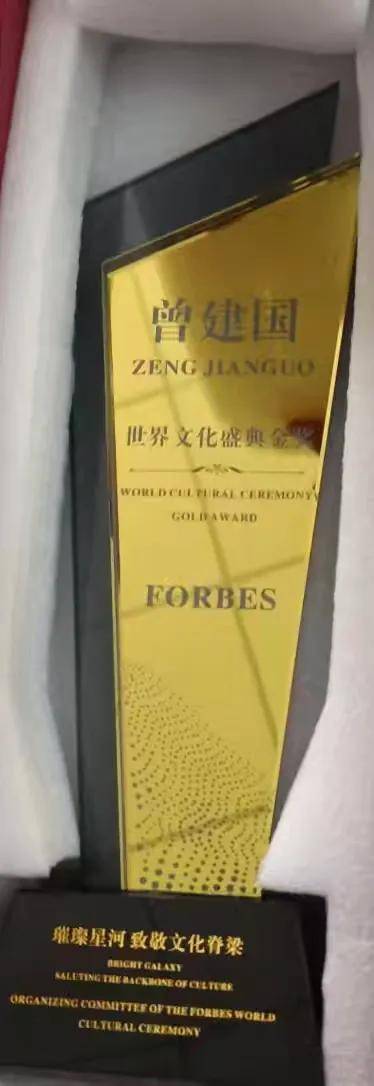 曾建国
ZENG JIANGUO
世界文化盛典金奖
WORLD CULTURAL CEREMONY
GOLD AWARD
FORBES
璀璨星河 致敬文化脊梁
BRIGHT GALAXY
SALUTING THE BACKBONE OF CULTURE
ORGANIZING COMMITTEE OF THE FORBES WORLD
CULTURAL CEREMONY